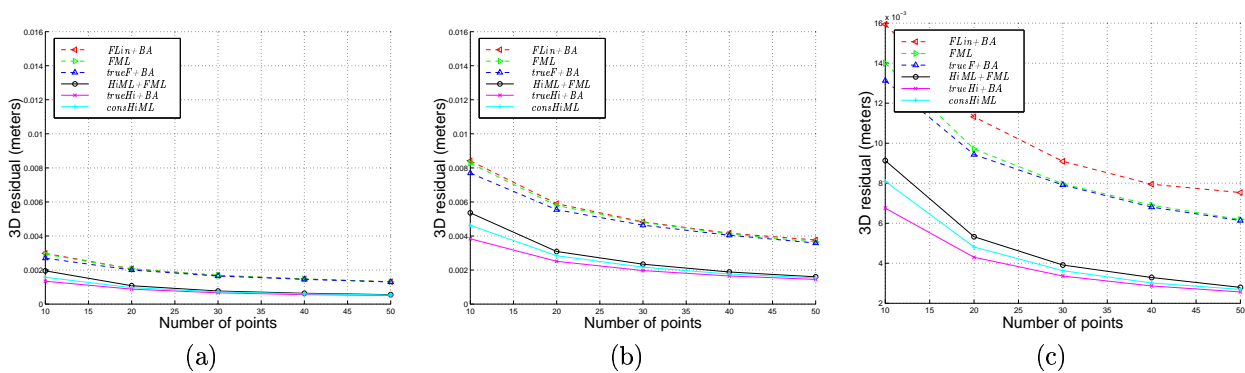 0.016
0.014
0.012
0.01
0.008
0.006
0.004
0.002
0
3D residual (meters)
FLin+BA
FML
trueF+BA
HiML+FML
trueHi+BA
consHiML
10 15 20 25 30 35 40 45 50
Number of points
(a)
0.016
0.014
0.012
0.01
0.008
0.006
0.004
0.002
0
3D residual (meters)
FLin+BA
FML
trueF+BA
HiML+FML
trueHi+BA
consHiML
10 15 20 25 30 35 40 45 50
Number of points
(b)
x 10⁻³
16
14
12
10
8
6
4
2
3D residual (meters)
FLin+BA
FML
trueF+BA
HiML+FML
trueHi+BA
consHiML
10 15 20 25 30 35 40 45 50
Number of points
(c)